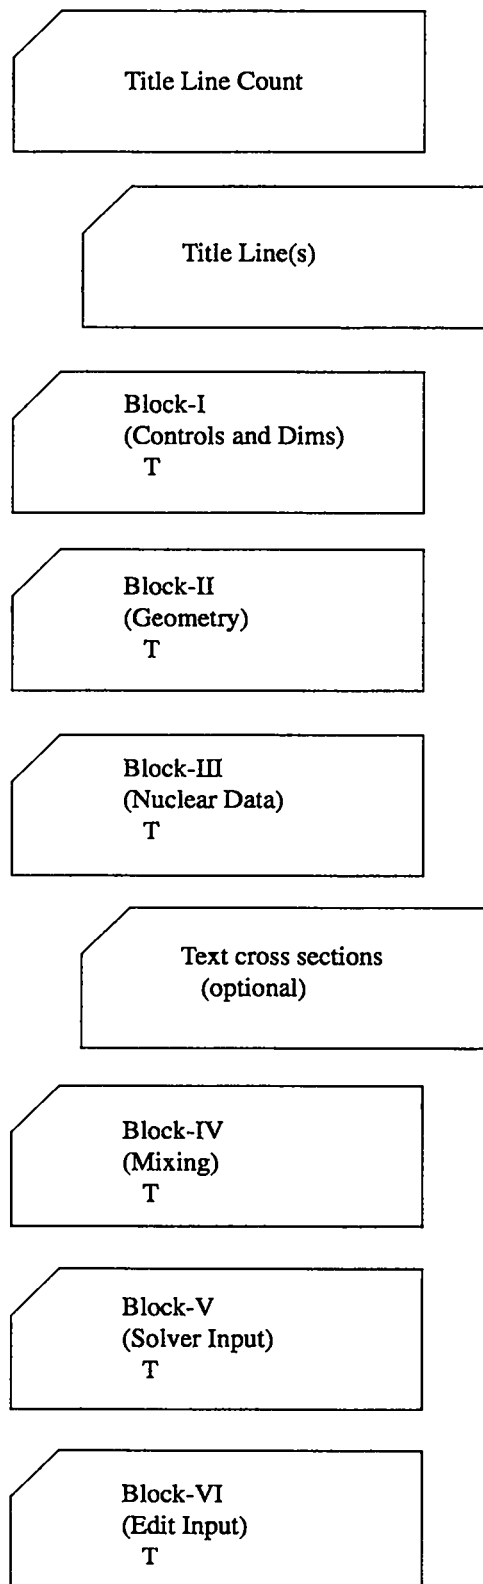 Title Line Count
Title Line(s)
Block-I
(Controls and Dims)
T
Block-II
(Geometry)
T
Block-III
(Nuclear Data)
T
Text cross sections
(optional)
Block-IV
(Mixing)
T
Block-V
(Solver Input)
T
Block-VI
(Edit Input)
T